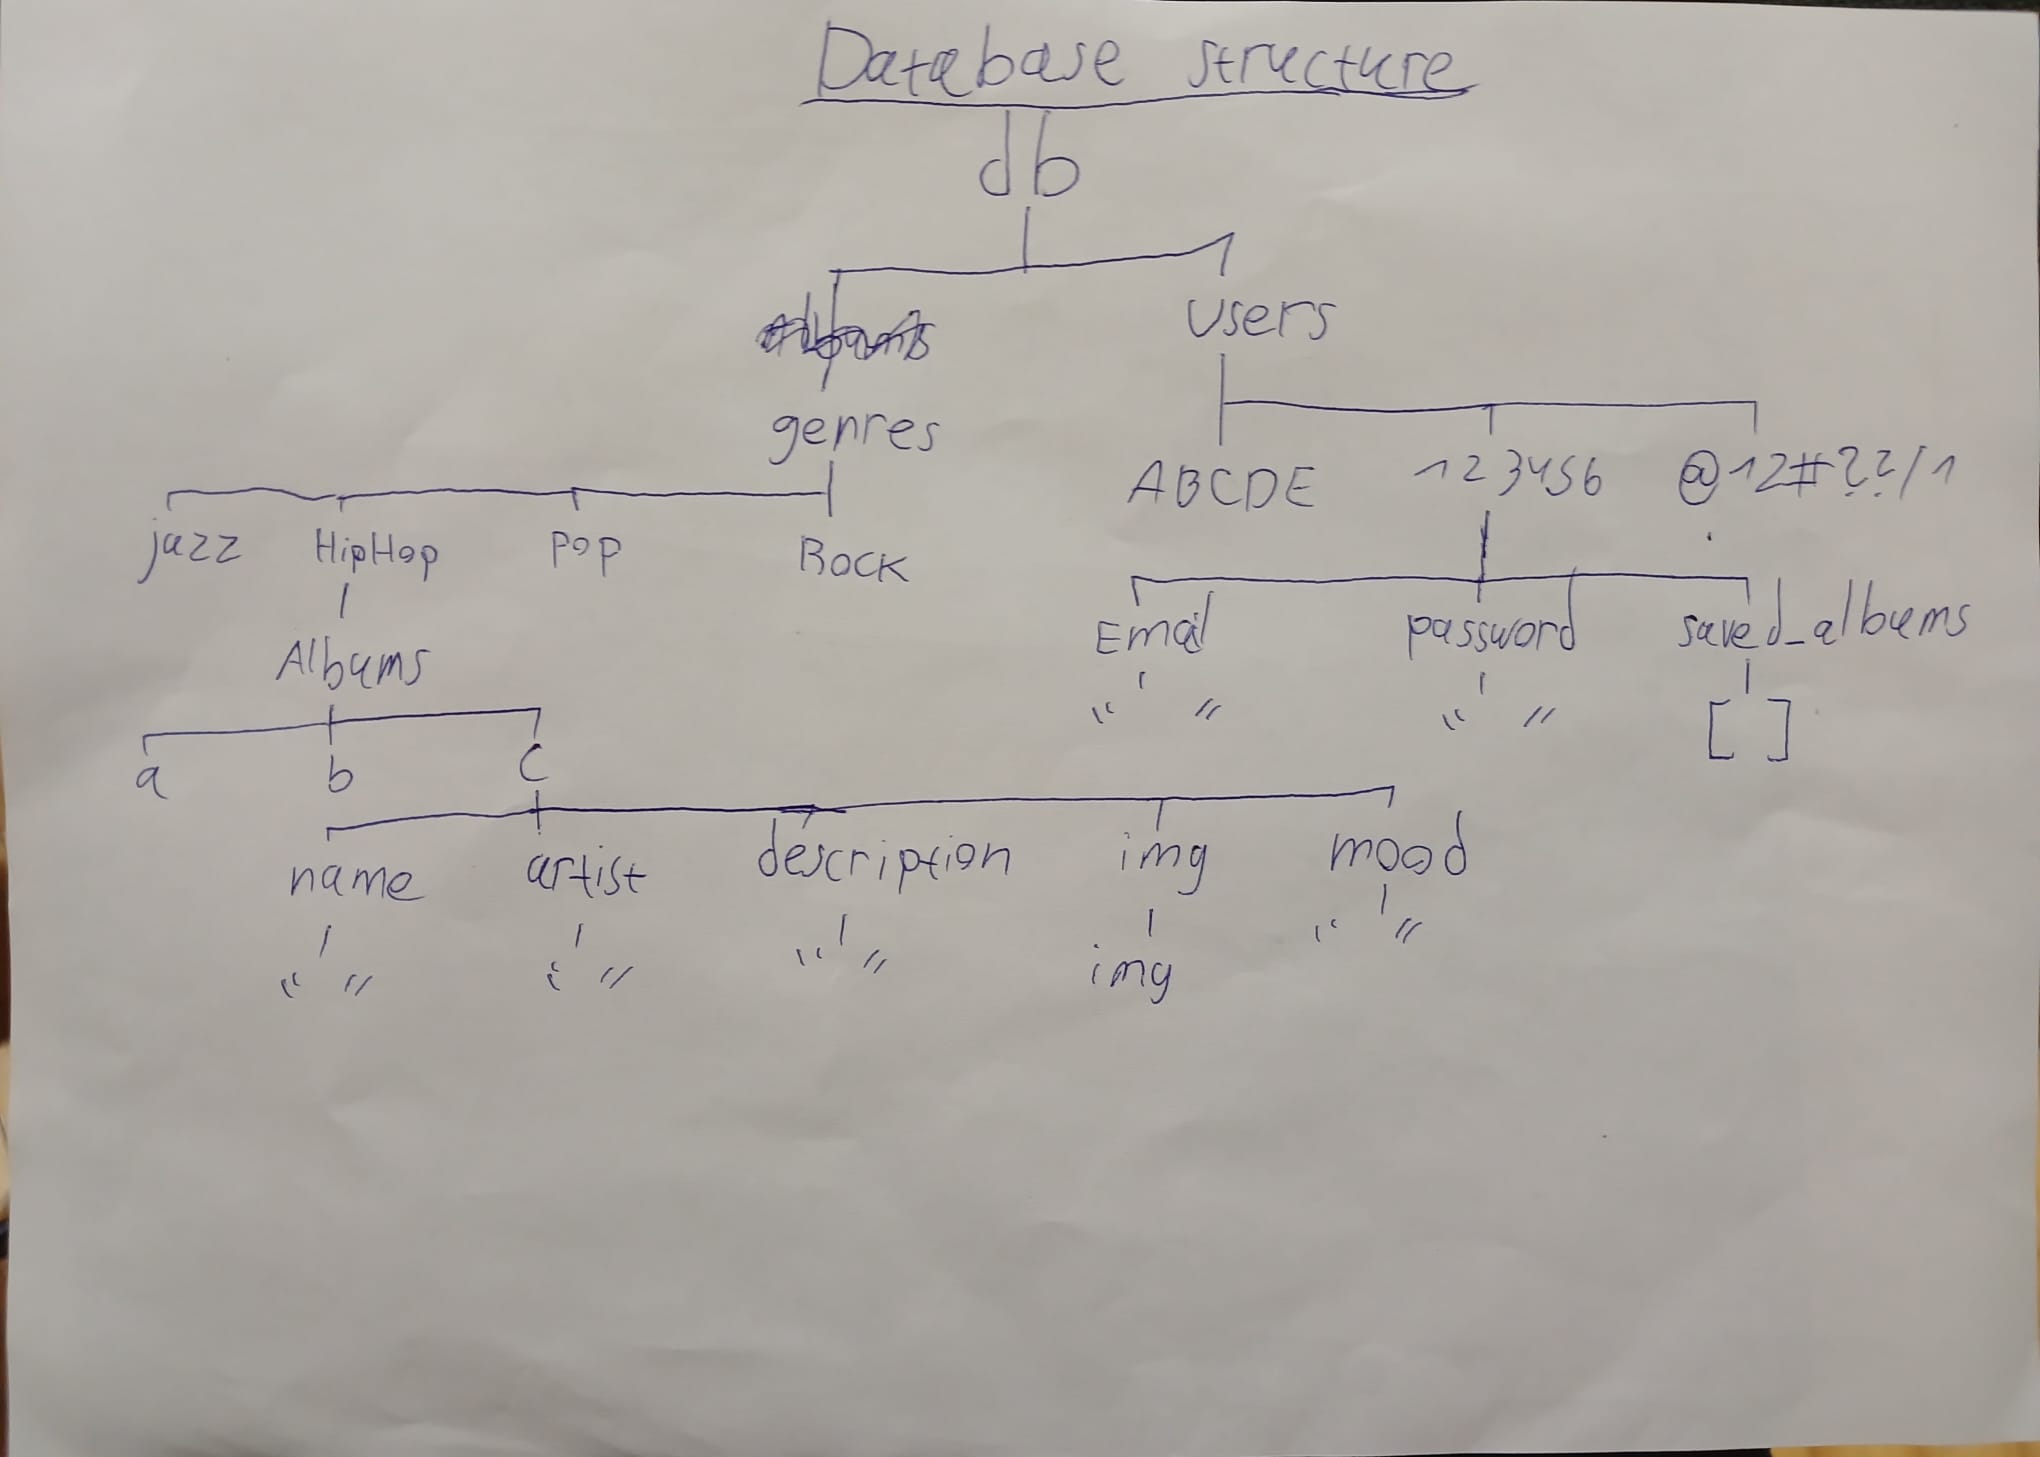 Database structure
db
users
genres
ABCDE 123456 @12#??/1
jazz HipHop POP Rock
Email password saved_albums
Albums
" " " " [ ]
a b c
name artist description img mood
" " " " " " img " "